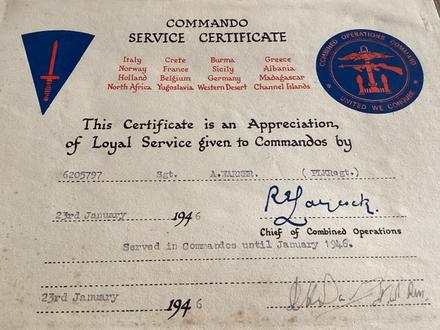 COMMANDO
SERVICE CERTIFICATE
COMBINED OPERATIONS COMMAND
UNITED WE CONQUER
Italy Crete Burma Greece
Norway France Sicily Albania
Holland Belgium Germany Madagascar
North Africa Yugoslavia Western Desert Channel Islands
This Certificate is an Appreciation,
of Loyal Service given to Commandos by
6205797 Sgt. A.WARNER.
23rd January 1946
R E Laycock.
Chief of Combined Operations
Served in Commandos until January 1946.
23rd January 1946